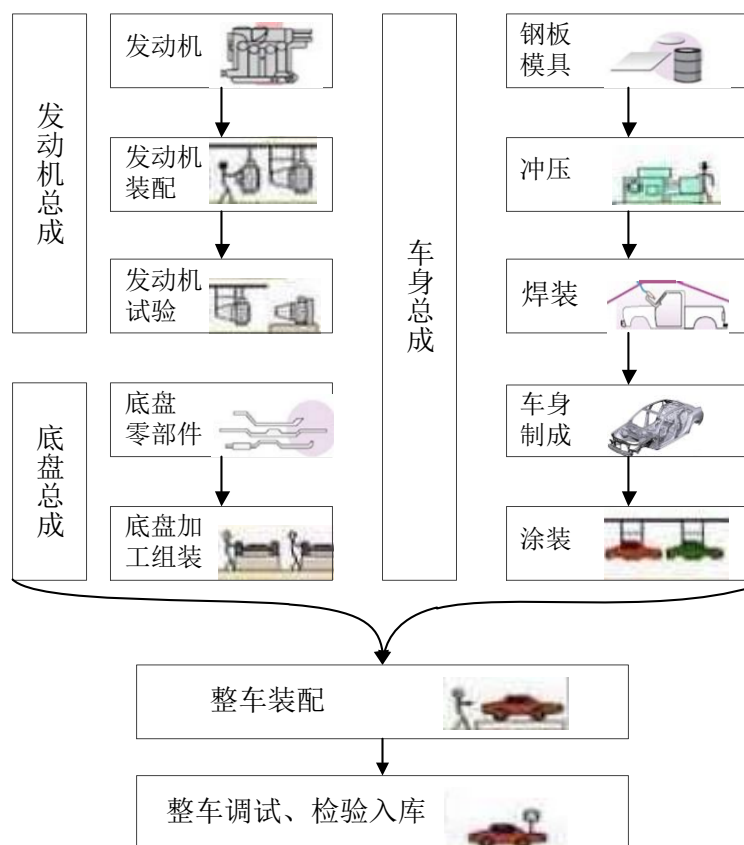 发动机总成
发动机
发动机
装配
发动机
试验
底盘总成
底盘
零部件
底盘加
工组装
车身总成
钢板
模具
冲压
焊装
车身
制成
涂装
整车装配
整车调试、检验入库